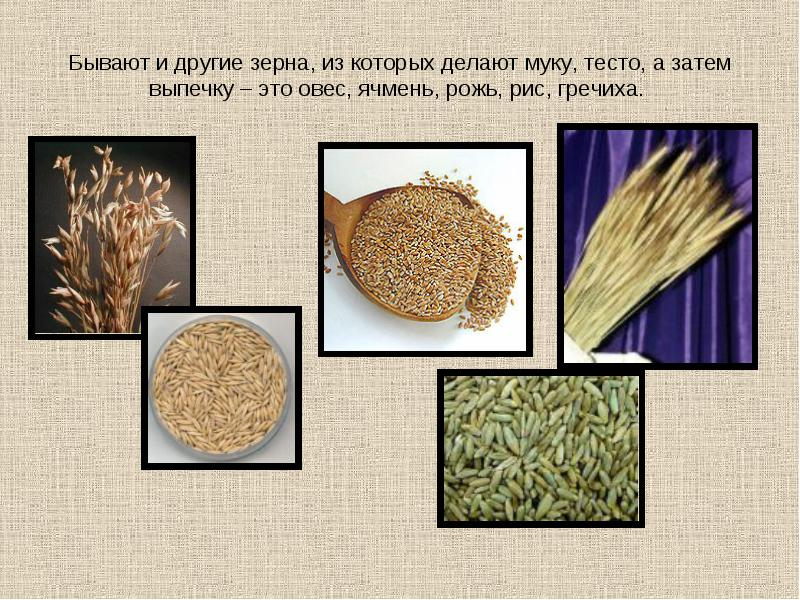 Бывают и другие зерна, из которых делают муку, тесто, а затем
выпечку – это овес, ячмень, рожь, рис, гречиха.